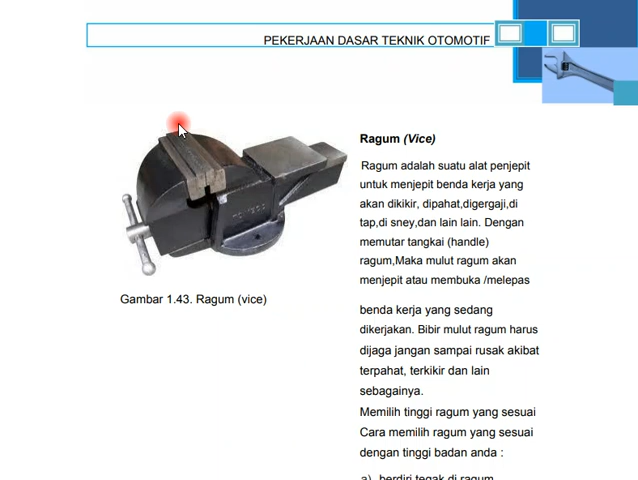 PEKERJAAN DASAR TEKNIK OTOMOTIF
Ragum (Vice)
Ragum adalah suatu alat penjepit
untuk menjepit benda kerja yang
akan dikikir, dipahat,digergaji,di
tap,di sney,dan lain lain. Dengan
memutar tangkai (handle)
ragum,Maka mulut ragum akan
menjepit atau membuka /melepas
benda kerja yang sedang
dikerjakan. Bibir mulut ragum harus
dijaga jangan sampai rusak akibat
terpahat, terkikir dan lain
sebagainya.
Memilih tinggi ragum yang sesuai
Cara memilih ragum yang sesuai
dengan tinggi badan anda :
a) berdiri tegak di ragum
Gambar 1.43. Ragum (vice)